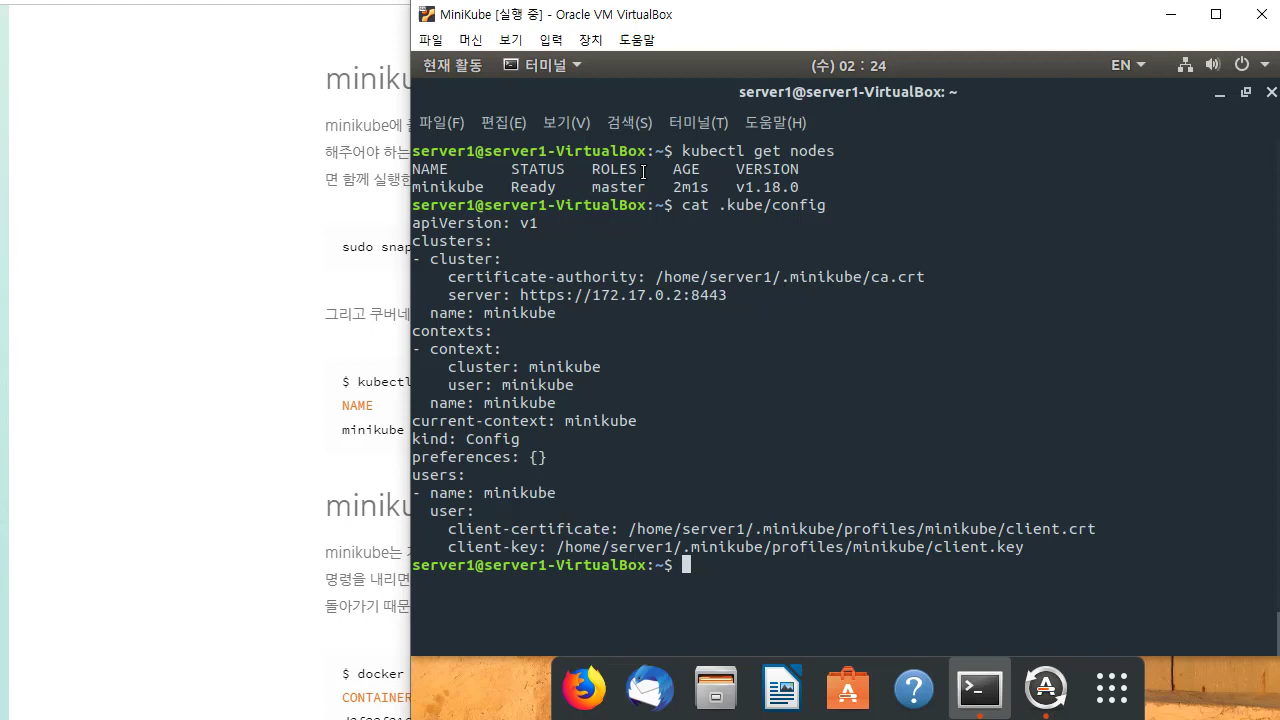 MiniKube [실행 중] - Oracle VM VirtualBox
파일 머신 보기 입력 장치 도움말
현재 활동 터미널 (수) 02 : 24 EN
server1@server1-VirtualBox: ~
파일(F) 편집(E) 보기(V) 검색(S) 터미널(T) 도움말(H)
server1@server1-VirtualBox:~$ kubectl get nodes
NAME STATUS ROLES AGE VERSION
minikube Ready master 2m1s v1.18.0
server1@server1-VirtualBox:~$ cat .kube/config
apiVersion: v1
clusters:
- cluster:
certificate-authority: /home/server1/.minikube/ca.crt
server: https://172.17.0.2:8443
name: minikube
contexts:
- context:
cluster: minikube
user: minikube
name: minikube
current-context: minikube
kind: Config
preferences: {}
users:
- name: minikube
user:
client-certificate: /home/server1/.minikube/profiles/minikube/client.crt
client-key: /home/server1/.minikube/profiles/minikube/client.key
server1@server1-VirtualBox:~$
miniku
minikube에
해주어야 하는
면 함께 실행한
sudo snap
그리고 쿠버네
$ kubectl
NAME
minikube
miniku
minikube는
명령을 내리면
돌아가기 때문
$ docker
CONTAINER